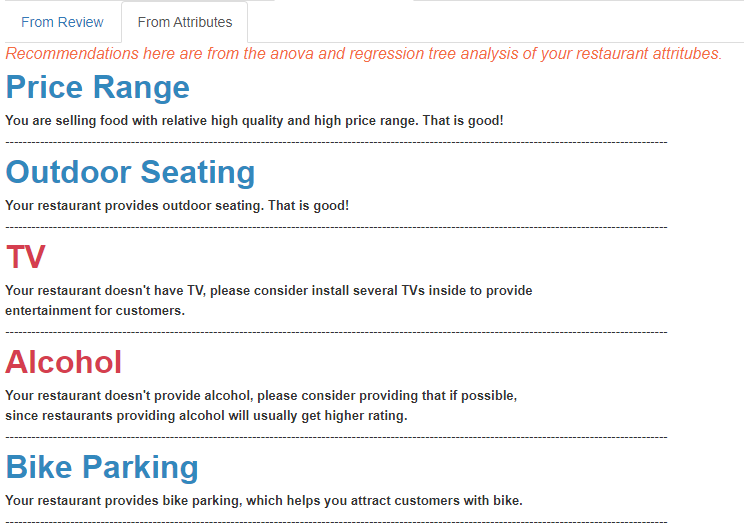 From Review From Attributes
Recommendations here are from the anova and regression tree analysis of your restaurant attritubes.
Price Range
You are selling food with relative high quality and high price range. That is good!
Outdoor Seating
Your restaurant provides outdoor seating. That is good!
TV
Your restaurant doesn't have TV, please consider install several TVs inside to provide
entertainment for customers.
Alcohol
Your restaurant doesn't provide alcohol, please consider providing that if possible,
since restaurants providing alcohol will usually get higher rating.
Bike Parking
Your restaurant provides bike parking, which helps you attract customers with bike.